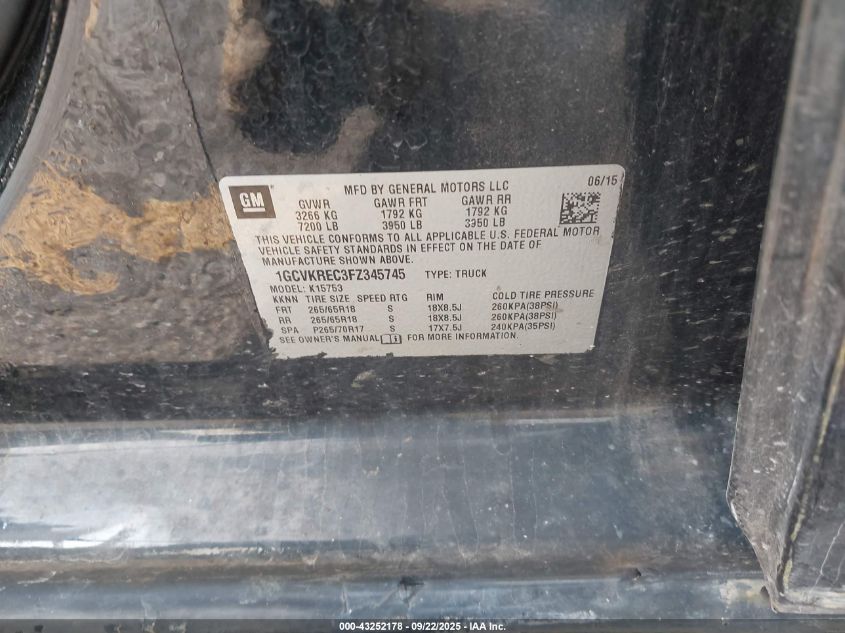 GM
MFD BY GENERAL MOTORS LLC 06/15
GVWR GAWR FRT GAWR RR
3266 KG 1792 KG 1792 KG
7200 LB 3950 LB 3950 LB
THIS VEHICLE CONFORMS TO ALL APPLICABLE U.S. FEDERAL MOTOR
VEHICLE SAFETY STANDARDS IN EFFECT ON THE DATE OF
MANUFACTURE SHOWN ABOVE.
1GCVKREC3FZ345745 TYPE: TRUCK
MODEL: K15753
KKNN TIRE SIZE SPEED RTG RIM COLD TIRE PRESSURE
FRT 265/65R18 S 18X8.5J 260KPA(38PSI)
RR 265/65R18 S 18X8.5J 260KPA(38PSI)
SPA P265/70R17 S 17X7.5J 240KPA(35PSI)
SEE OWNER'S MANUAL FOR MORE INFORMATION.
000-43252178 - 09/22/2025 - IAA Inc.